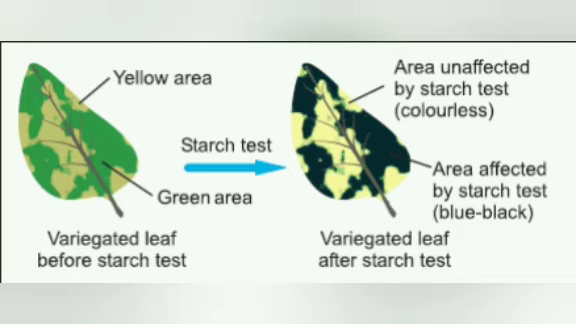 Yellow area
Green area
Variegated leaf
before starch test
Starch test
Area unaffected
by starch test
(colourless)
Area affected
by starch test
(blue-black)
Variegated leaf
after starch test